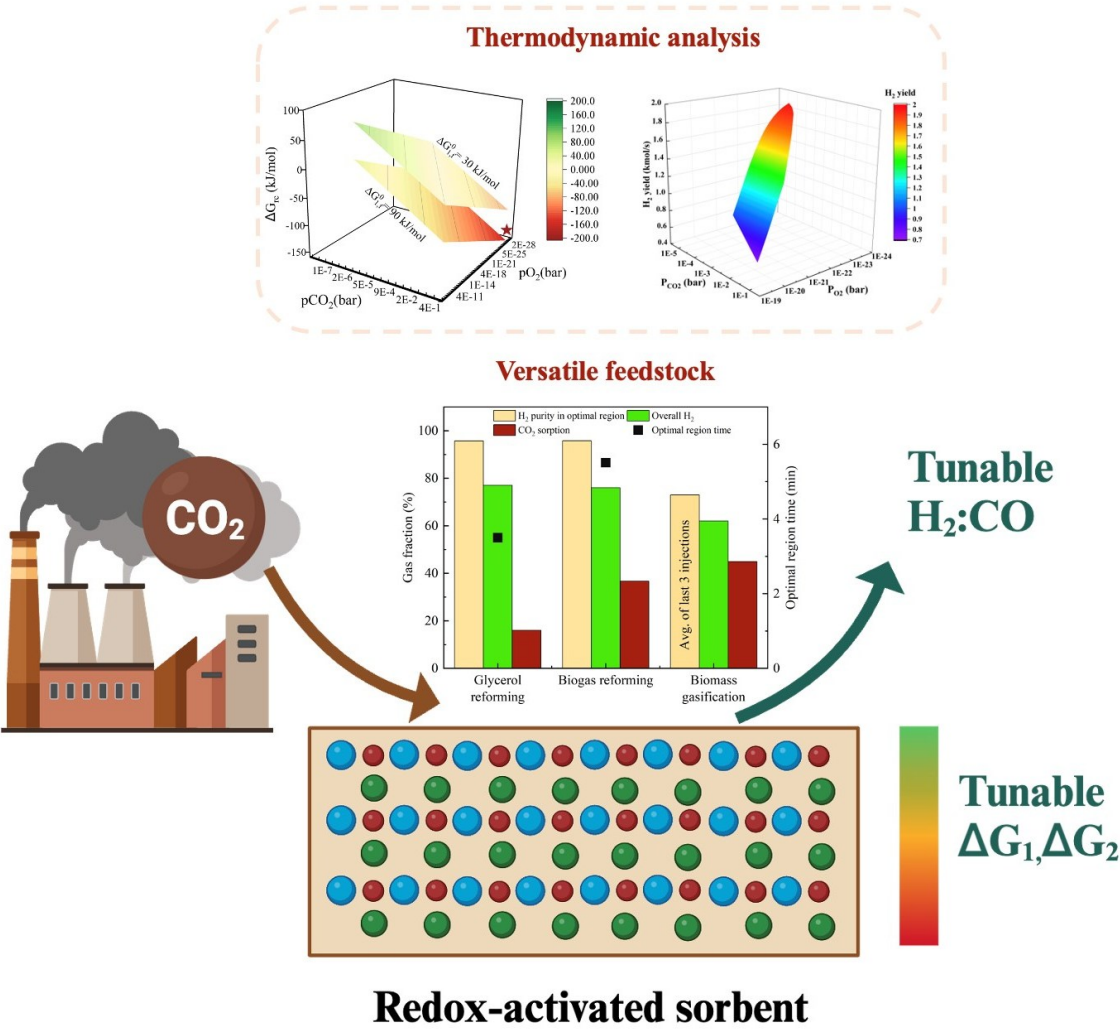 Thermodynamic analysis
100
50
0
-50
-100
-150
ΔG_rc (kJ/mol)
ΔG⁰₁,ᵣ= 30 kJ/mol
ΔG⁰₁,ᵣ= 90 kJ/mol
1E-7
2E-6
5E-5
9E-4
2E-2
4E-1
pCO₂(bar)
2E-28
5E-25
1E-21
4E-18
1E-14
4E-11
pO₂(bar)
200.0
160.0
120.0
80.00
40.00
0.000
-40.00
-80.00
-120.0
-160.0
-200.0
2.0
1.8
1.6
1.4
1.2
1.0
0.8
0.6
0.4
H₂ yield (kmol/s)
1E-5
1E-4
1E-3
1E-2
1E-1
P_CO2 (bar)
1E-24
1E-23
1E-22
1E-21
1E-20
1E-19
P_O2 (bar)
H₂ yield
2
1.9
1.8
1.7
1.6
1.5
1.4
1.3
1.2
1.1
1
0.9
0.8
0.7
Versatile feedstock
H₂ purity in optimal region
Overall H₂
CO₂ sorption
Optimal region time
100
80
60
40
20
0
Gas fraction (%)
Avg. of last 3 injections
6
4
2
0
Optimal region time (min)
Glycerol
reforming
Biogas reforming
Biomass
gasification
CO₂
Tunable
H₂:CO
Tunable
ΔG₁,ΔG₂
Redox-activated sorbent